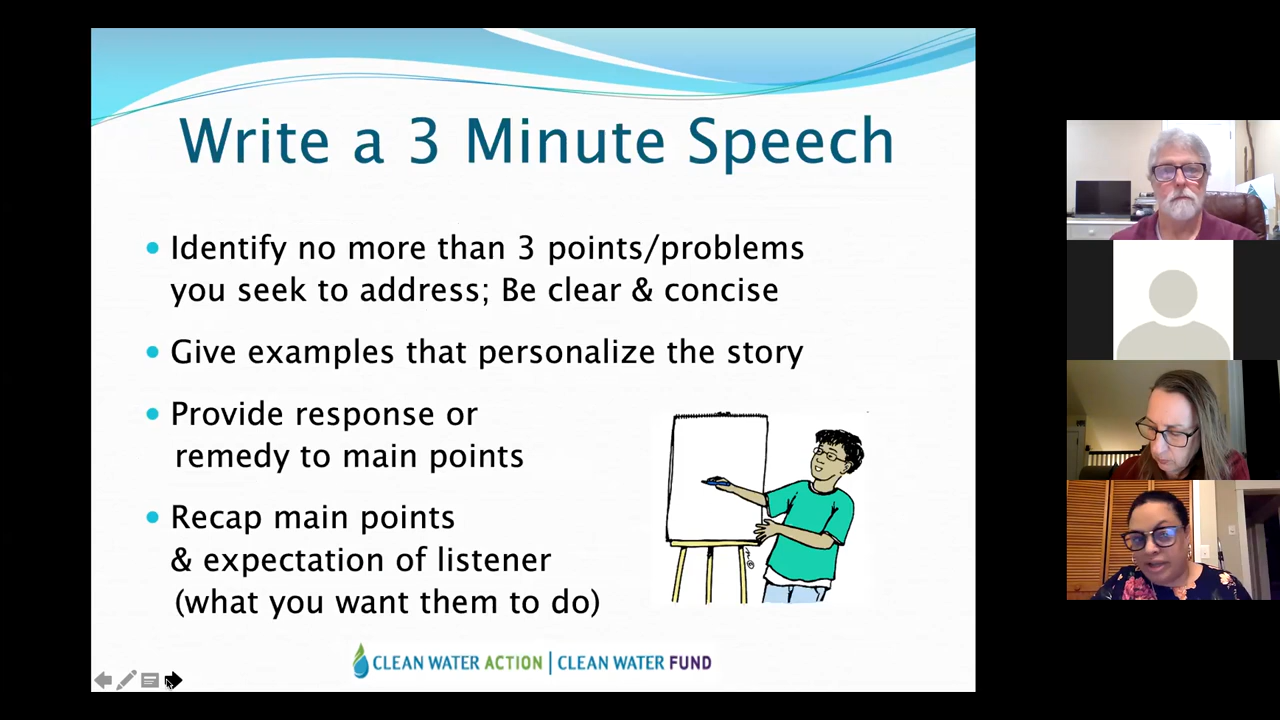 Write a 3 Minute Speech
Identify no more than 3 points/problems
you seek to address; Be clear & concise
Give examples that personalize the story
Provide response or
remedy to main points
Recap main points
& expectation of listener
(what you want them to do)
CLEAN WATER ACTION | CLEAN WATER FUND